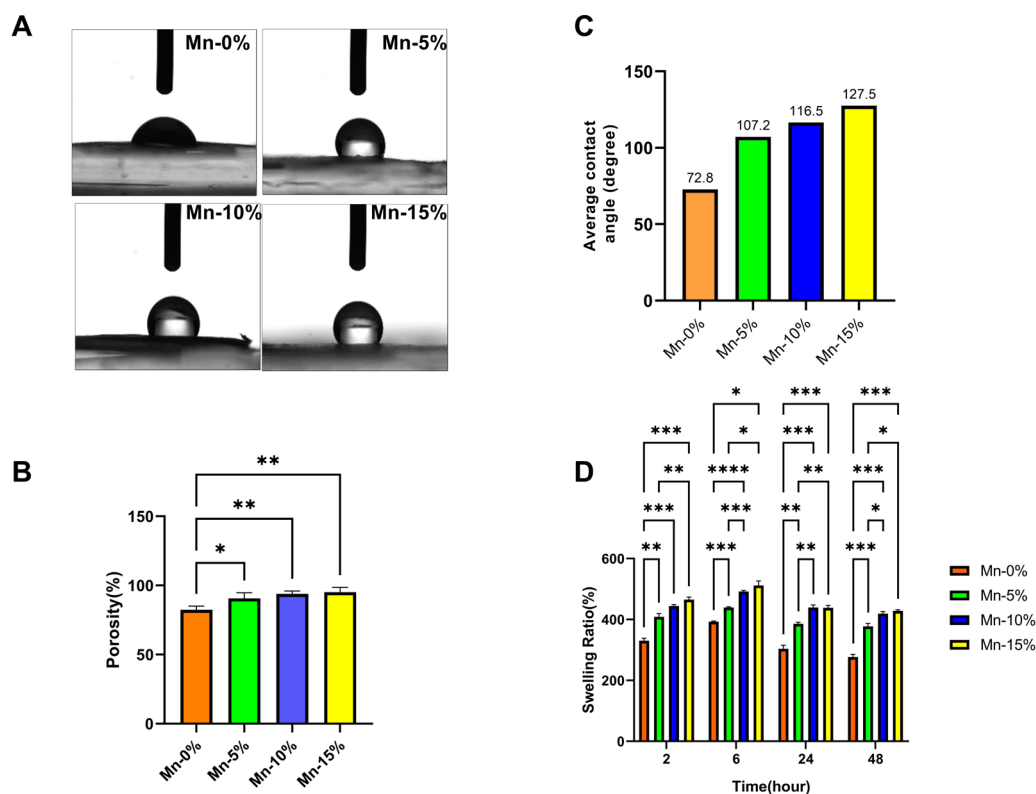 A
Mn-0%
Mn-5%
Mn-10%
Mn-15%
B
**
**
*
Porosity(%)
150
100
50
0
Mn-0%
Mn-5%
Mn-10%
Mn-15%
C
Average contact
angle (degree)
150
100
50
0
72.8
107.2
116.5
127.5
Mn-0%
Mn-5%
Mn-10%
Mn-15%
D
***
**
***
**
*
*
****
***
***
***
***
**
**
**
***
*
***
*
***
Swelling Ratio(%)
600
400
200
0
2
6
24
48
Time(hour)
Mn-0%
Mn-5%
Mn-10%
Mn-15%